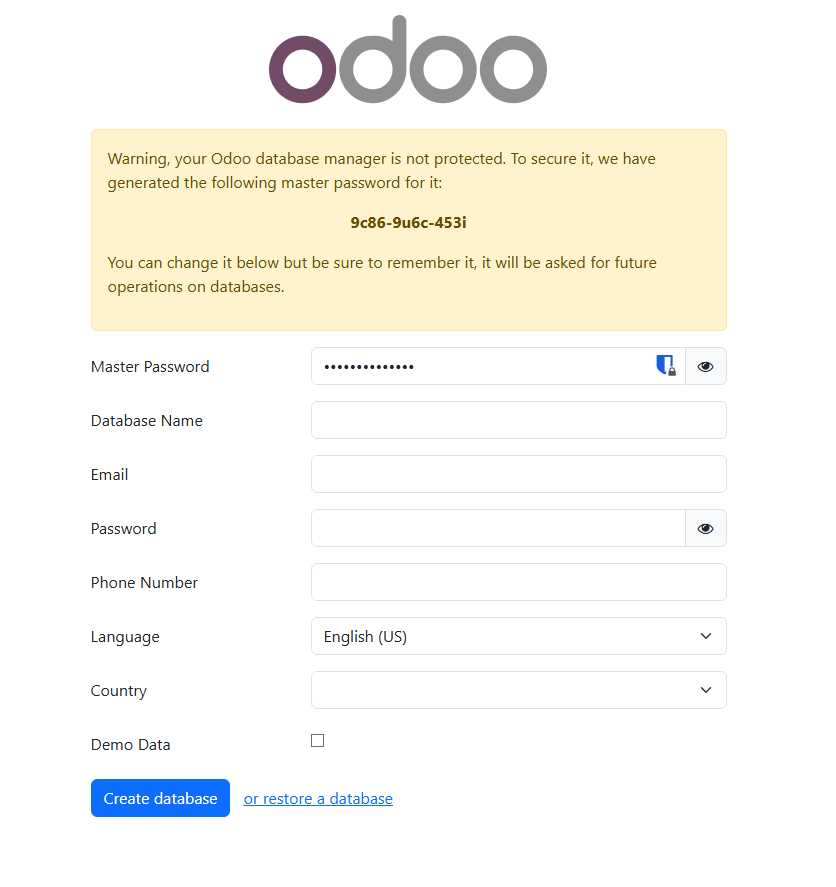 odoo
Warning, your Odoo database manager is not protected. To secure it, we have
generated the following master password for it:
9c86-9u6c-453i
You can change it below but be sure to remember it, it will be asked for future
operations on databases.
Master Password ••••••••••••••
Database Name
Email
Password
Phone Number
Language English (US)
Country
Demo Data
Create database or restore a database